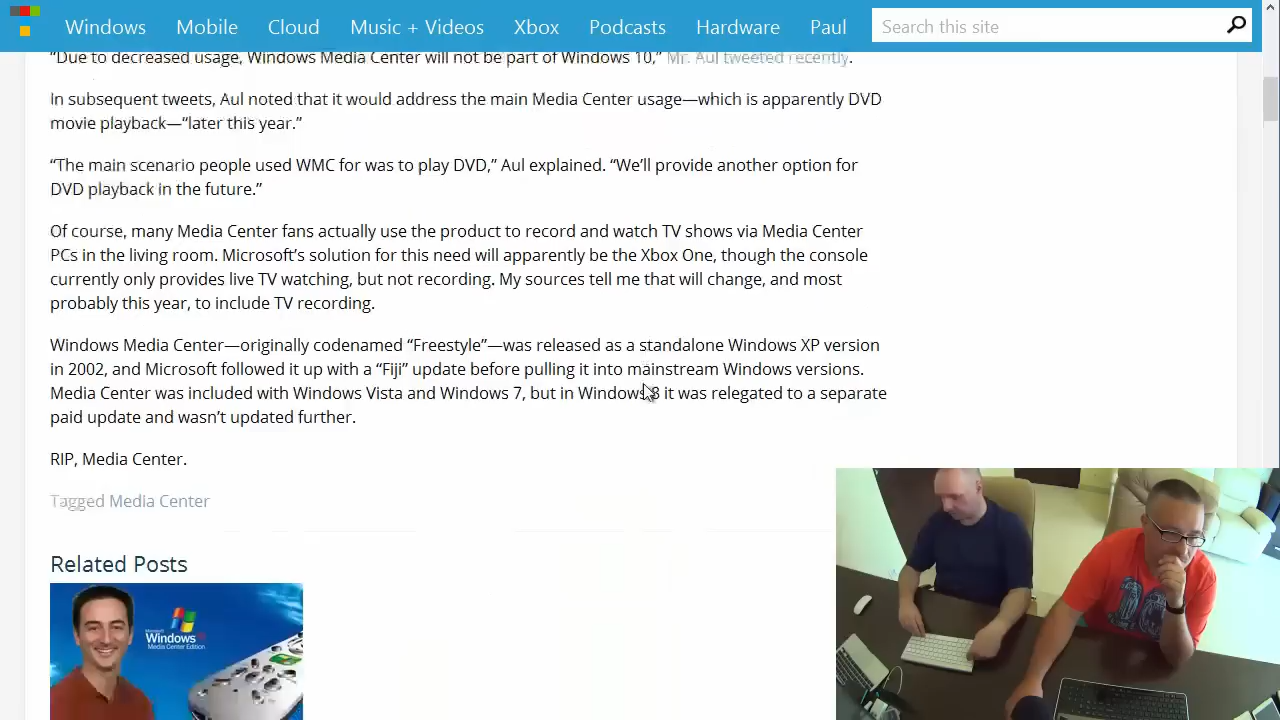 Windows Mobile Cloud Music + Videos Xbox Podcasts Hardware Paul Search this site
“Due to decreased usage, Windows Media Center will not be part of Windows 10,” Mr. Aul tweeted recently.
In subsequent tweets, Aul noted that it would address the main Media Center usage—which is apparently DVD
movie playback—“later this year.”
“The main scenario people used WMC for was to play DVD,” Aul explained. “We’ll provide another option for
DVD playback in the future.”
Of course, many Media Center fans actually use the product to record and watch TV shows via Media Center
PCs in the living room. Microsoft’s solution for this need will apparently be the Xbox One, though the console
currently only provides live TV watching, but not recording. My sources tell me that will change, and most
probably this year, to include TV recording.
Windows Media Center—originally codenamed “Freestyle”—was released as a standalone Windows XP version
in 2002, and Microsoft followed it up with a “Fiji” update before pulling it into mainstream Windows versions.
Media Center was included with Windows Vista and Windows 7, but in Windows 8 it was relegated to a separate
paid update and wasn’t updated further.
RIP, Media Center.
Tagged Media Center
Related Posts
Windows
Media Center Edition